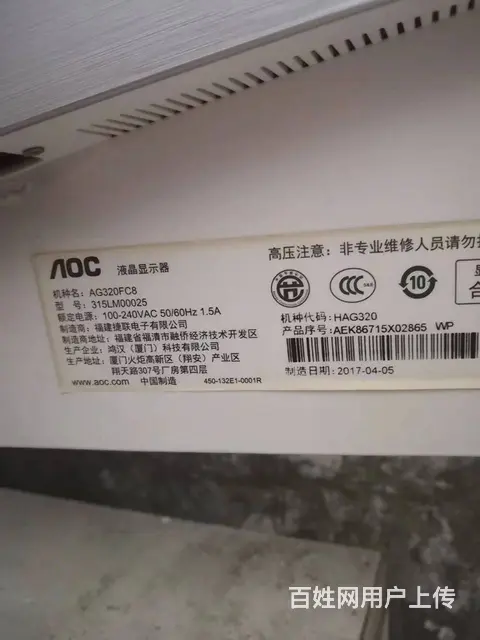 AOC 液晶显示器
机种名: AG320FC8
型 号: 315LM00025
额定电源: 100-240VAC 50/60Hz 1.5A
制造商: 福建捷联电子有限公司
制造商地址: 福建省福清市融侨经济技术开发区
生产企业: 鸿汉（厦门）科技有限公司
生产地址: 厦门火炬高新区（翔安）产业区
翔天路307号厂房第四层
www.aoc.com 中国制造 450-132E1-0001R
高压注意: 非专业维修人员请勿
CCC
10
合
机种代码: HAG320
产品序号: AEK86715X02865 WP
制造日期: 2017-04-05
百姓网用户上传